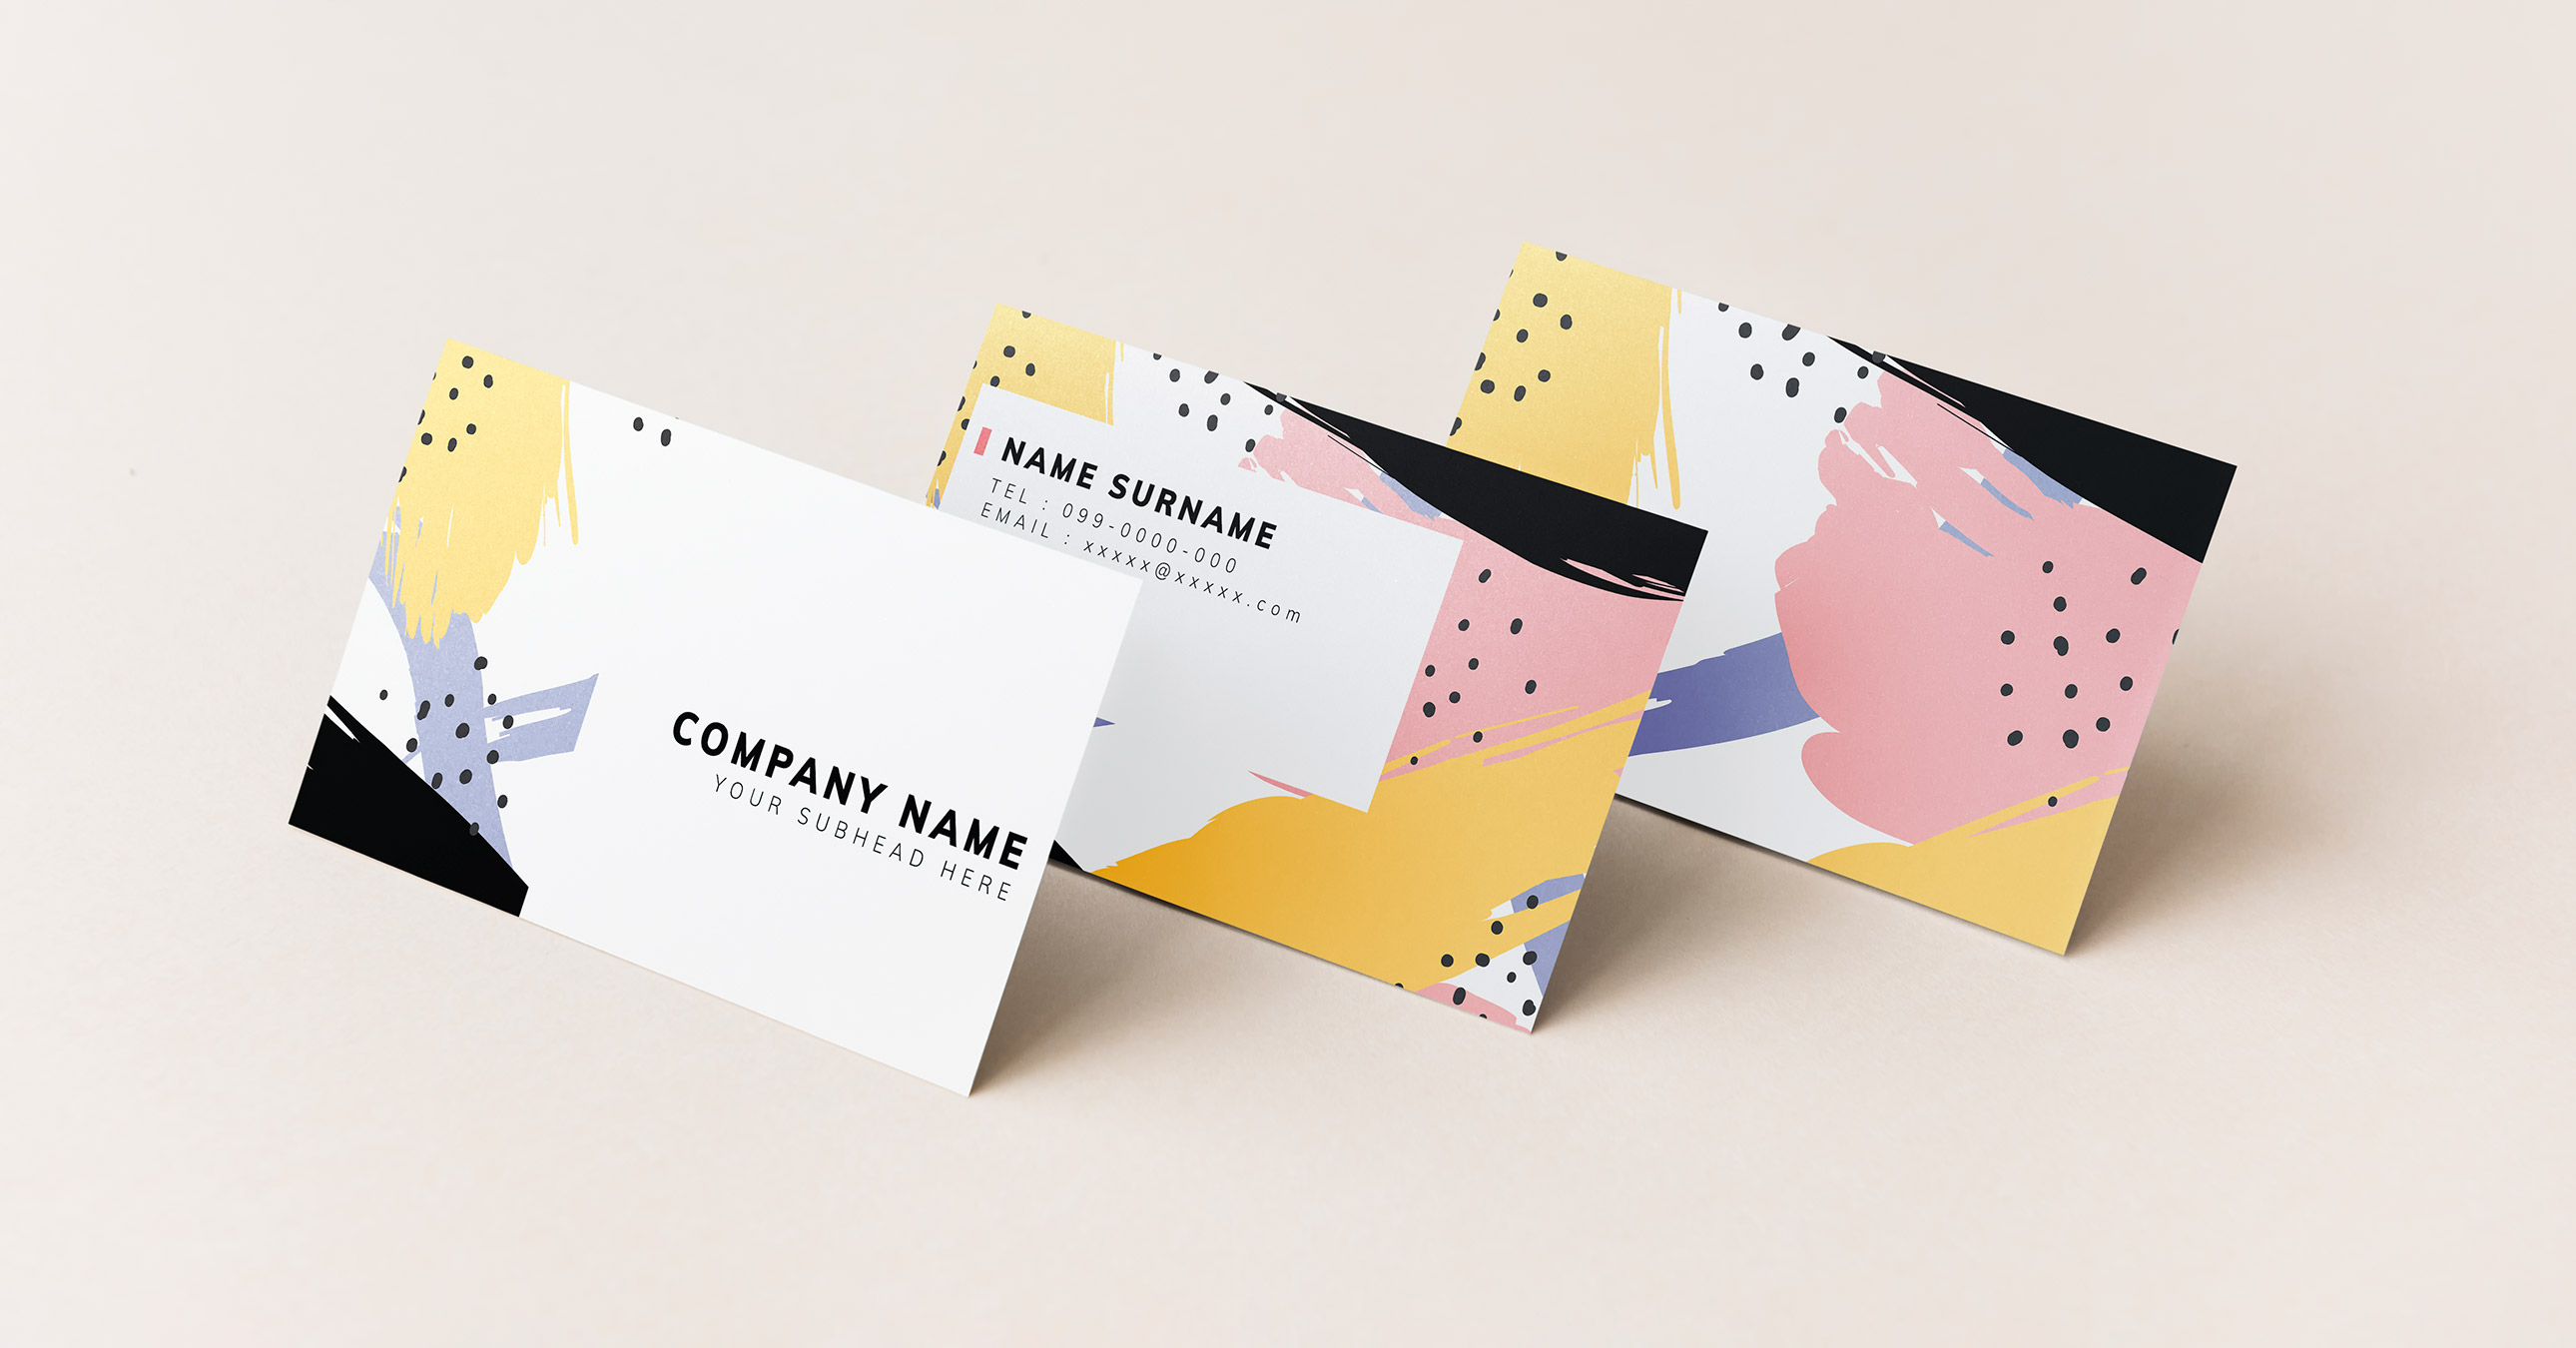 COMPANY NAME
YOUR SUBHEAD HERE
NAME SURNAME
TEL : 099-0000-000
EMAIL : xxxxx@xxxxx.com